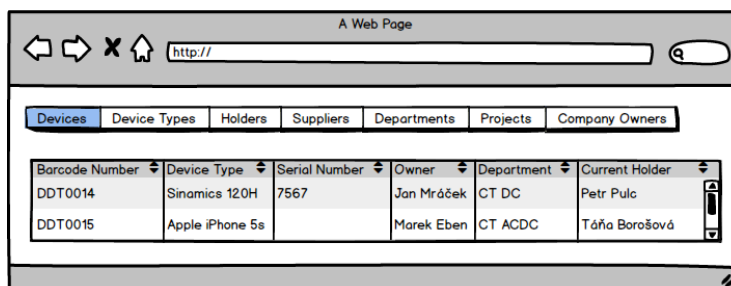 A Web Page
http://
Devices Device Types Holders Suppliers Departments Projects Company Owners
Barcode Number Device Type Serial Number Owner Department Current Holder
DDT0014 Sinamics 120H 7567 Jan Mráček CT DC Petr Pulc
DDT0015 Apple iPhone 5s Marek Eben CT ACDC Táňa Borošová